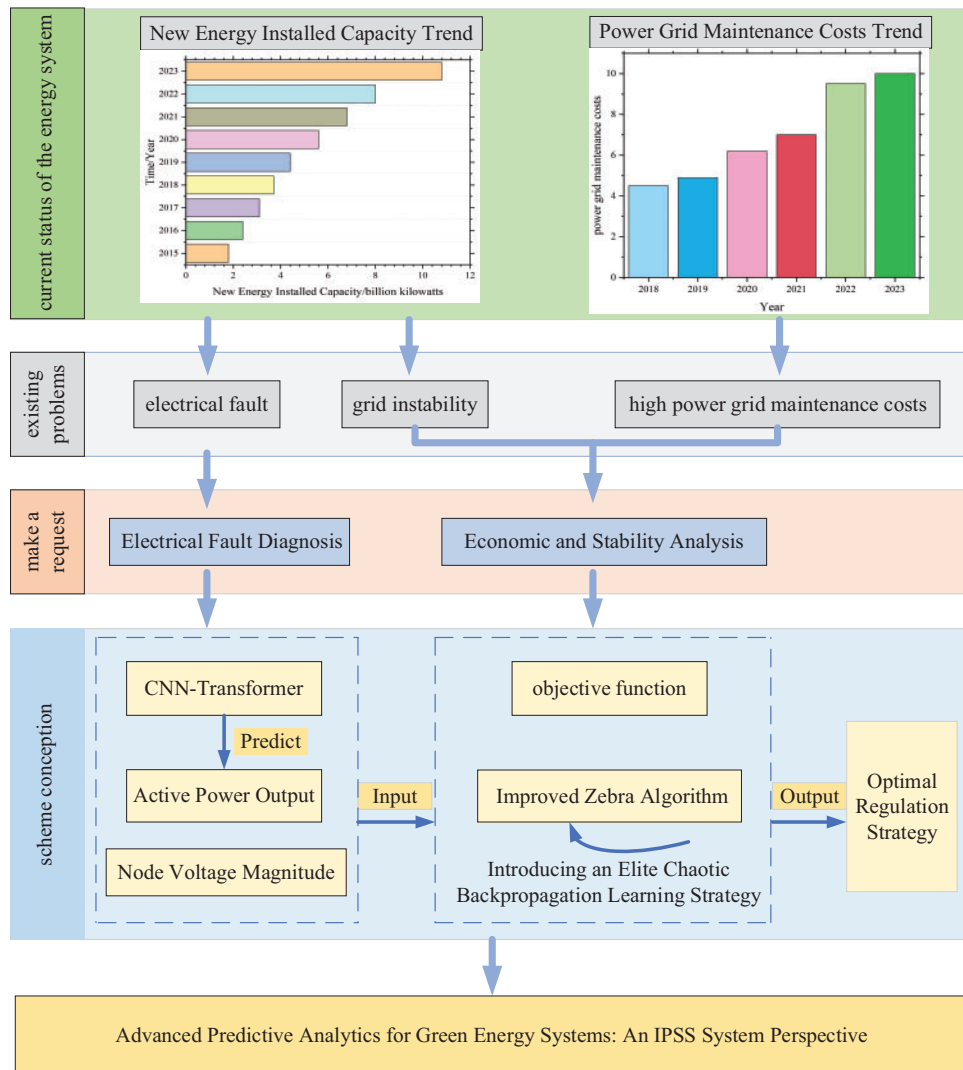 current status of the energy system
New Energy Installed Capacity Trend
Time/Year
2023
2022
2021
2020
2019
2018
2017
2016
2015
0 2 4 6 8 10 12
New Energy Installed Capacity/billion kilowatts
Power Grid Maintenance Costs Trend
power grid maintenance costs
10
8
6
4
2
0
2018 2019 2020 2021 2022 2023
Year
existing
problems
electrical fault
grid instability
high power grid maintenance costs
make a
request
Electrical Fault Diagnosis
Economic and Stability Analysis
scheme conception
CNN-Transformer
Predict
Active Power Output
Node Voltage Magnitude
Input
objective function
Improved Zebra Algorithm
Introducing an Elite Chaotic
Backpropagation Learning Strategy
Output
Optimal
Regulation
Strategy
Advanced Predictive Analytics for Green Energy Systems: An IPSS System Perspective